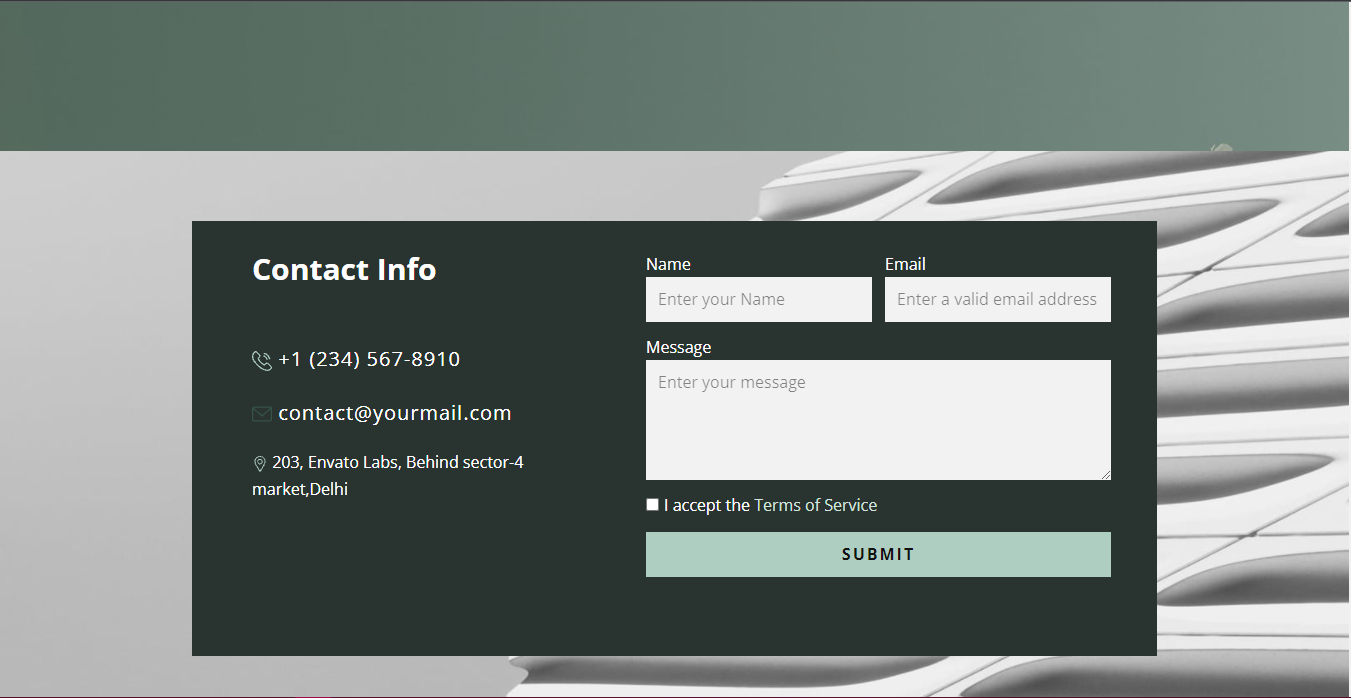 Contact Info
+1 (234) 567-8910
contact@yourmail.com
203, Envato Labs, Behind sector-4
market,Delhi
Name
Enter your Name
Email
Enter a valid email address
Message
Enter your message
I accept the Terms of Service
SUBMIT